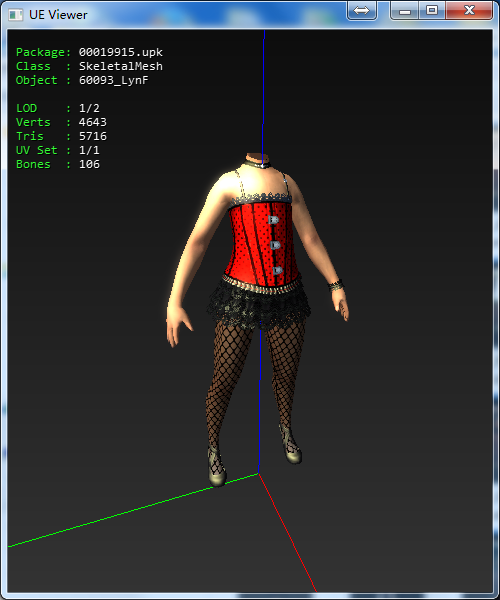 UE Viewer
Package: 00019915.upk
Class : SkeletalMesh
Object : 60093_LynF
LOD : 1/2
Verts : 4643
Tris : 5716
UV Set : 1/1
Bones : 106